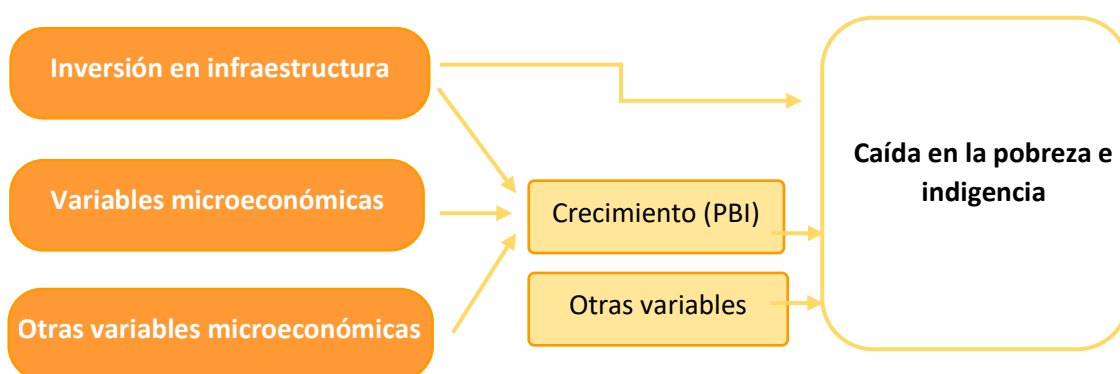 Inversión en infraestructura
Variables microeconómicas
Otras variables microeconómicas
Crecimiento (PBI)
Otras variables
Caída en la pobreza e
indigencia